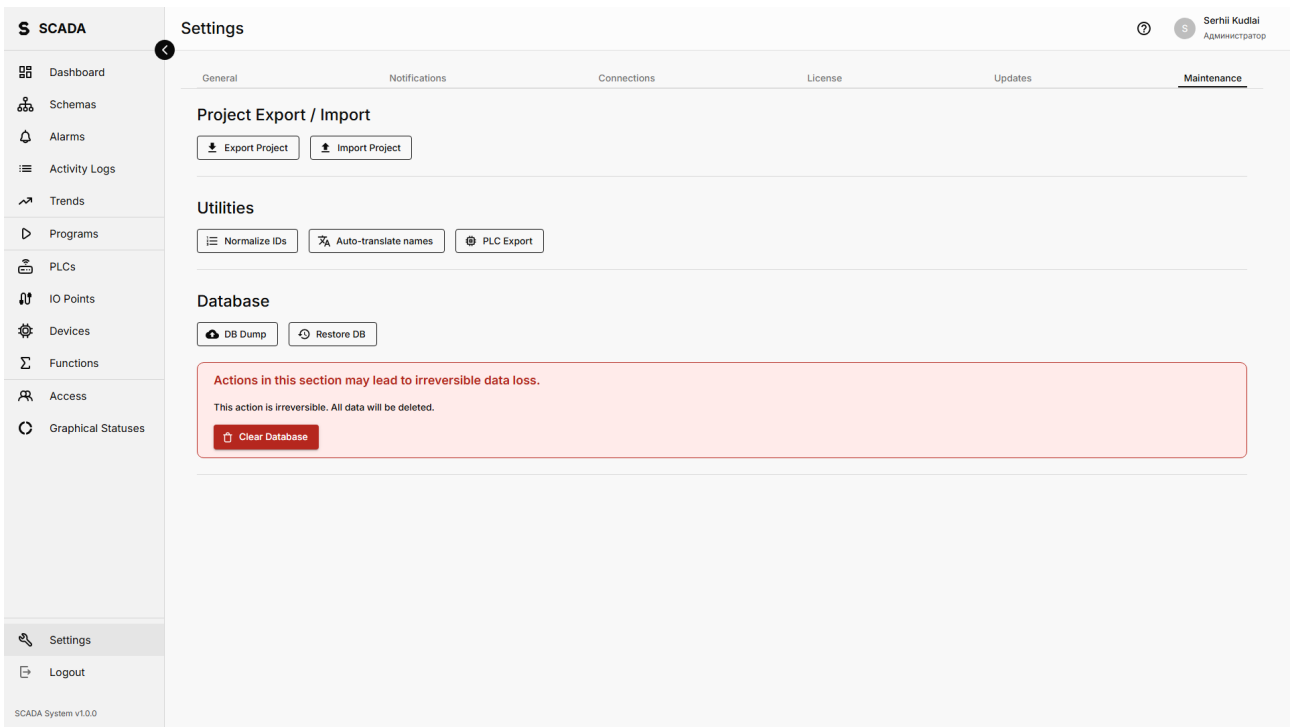 S SCADA
Settings
S
Serhii Kudlai
Администратор
Dashboard
Schemas
Alarms
Activity Logs
Trends
Programs
PLCs
IO Points
Devices
Functions
Access
Graphical Statuses
Settings
Logout
SCADA System v1.0.0
General Notifications Connections License Updates Maintenance
Project Export / Import
Export Project Import Project
Utilities
Normalize IDs Auto-translate names PLC Export
Database
DB Dump Restore DB
Actions in this section may lead to irreversible data loss.
This action is irreversible. All data will be deleted.
Clear Database